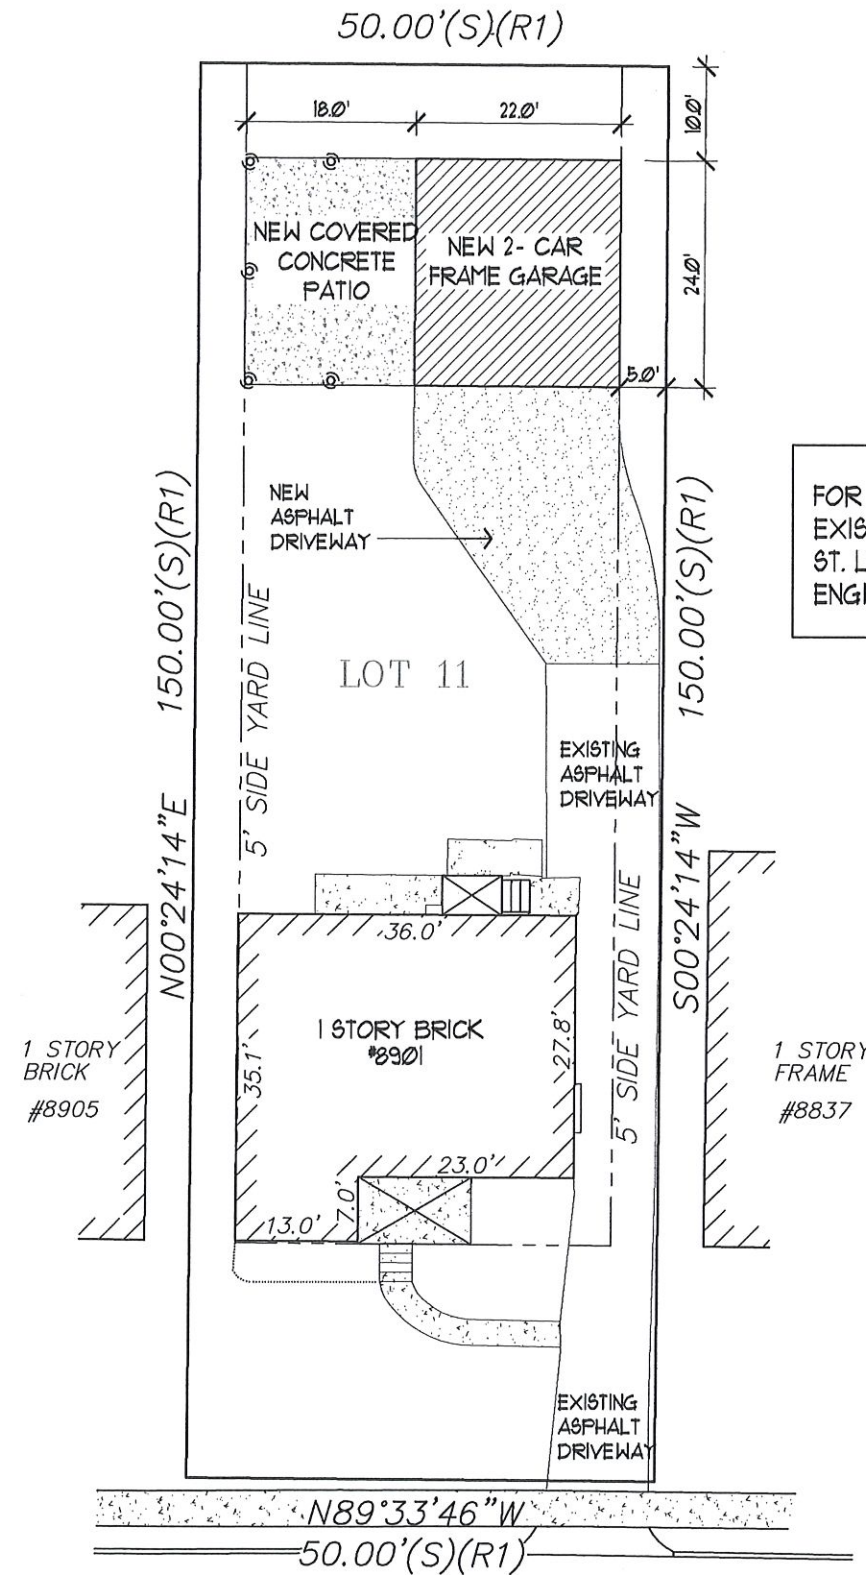 50.00'(S)(R1)
18.0'
22.0'
10.0'
NEW COVERED
CONCRETE
PATIO
NEW 2- CAR
FRAME GARAGE
24.0'
5.0'
NEW
ASPHALT
DRIVEWAY
150.00'(S)(R1)
150.00'(S)(R1)
FOR
EXIS
ST. L
ENGI
LOT 11
5' SIDE YARD LINE
EXISTING
ASPHALT
DRIVEWAY
N00°24'14"E
S00°24'14"W
36.0'
1 STORY BRICK
#8901
35.1'
27.8'
5' SIDE YARD LINE
1 STORY
BRICK
#8905
1 STORY
FRAME
#8837
23.0'
7.0'
13.0'
EXISTING
ASPHALT
DRIVEWAY
N89°33'46"W
50.00'(S)(R1)